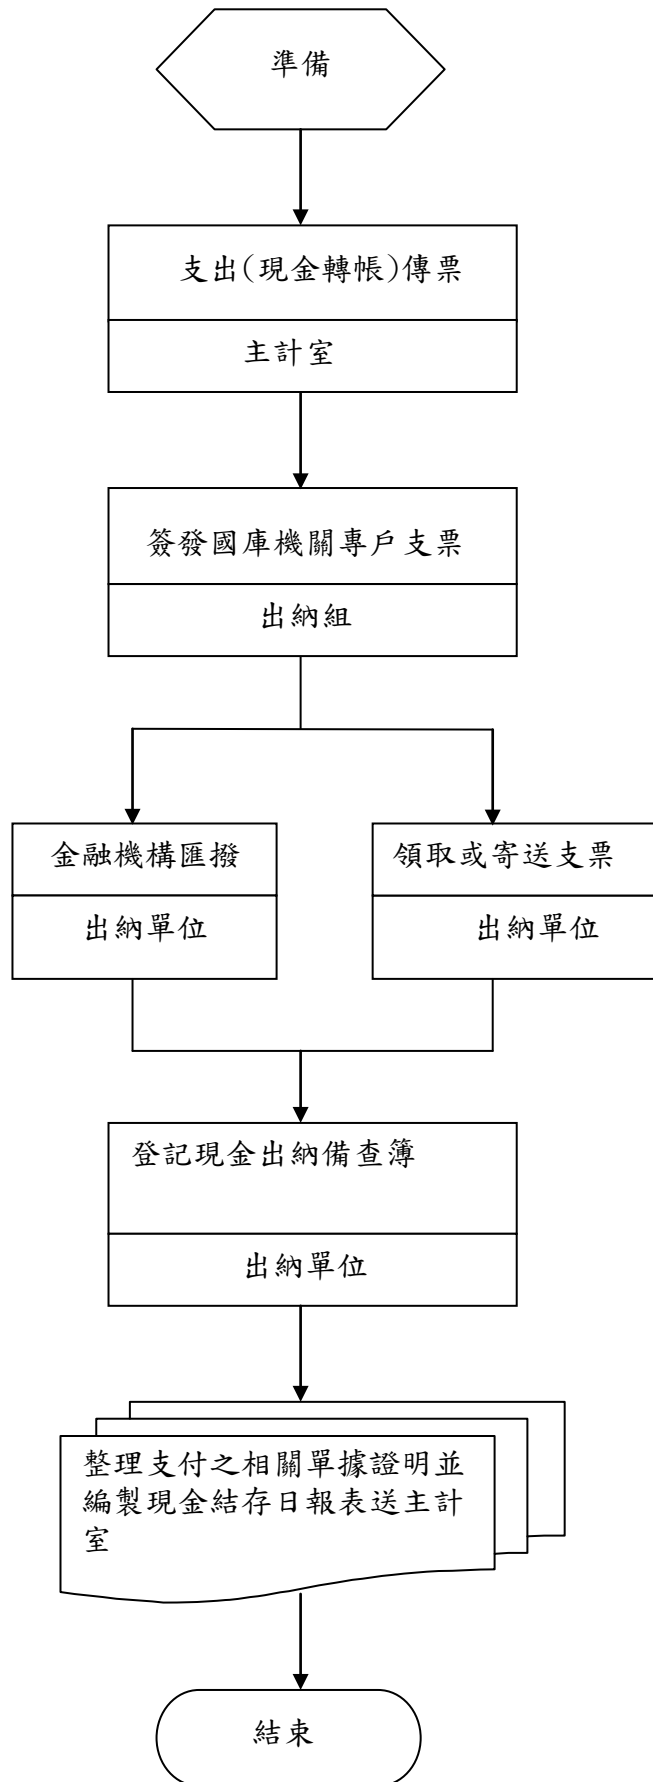 準備
支出(現金轉帳)傳票
主計室
簽發國庫機關專戶支票
出納組
金融機構匯撥
出納單位
領取或寄送支票
出納單位
登記現金出納備查簿
出納單位
整理支付之相關單據證明並
編製現金結存日報表送主計
室
結束